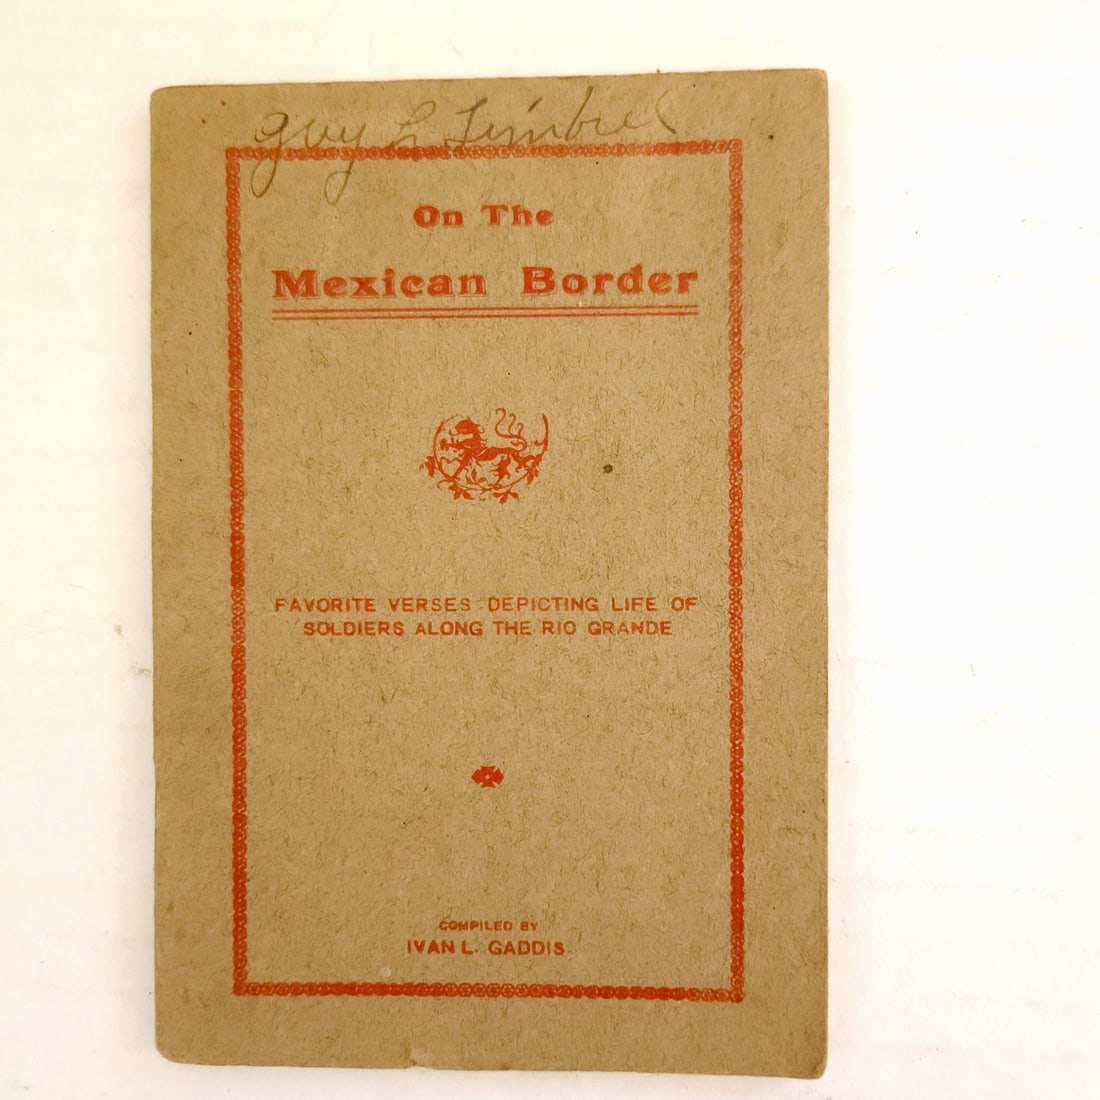 Guy L Timbrel
On The
Mexican Border
FAVORITE VERSES DEPICTING LIFE OF
SOLDIERS ALONG THE RIO GRANDE
COMPILED BY
IVAN L. GADDIS